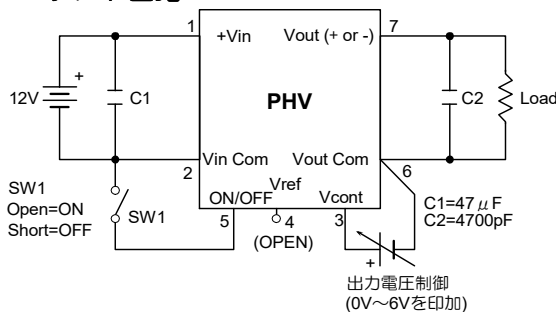 1
+Vin
Vout (+ or -)
7
+
12V
C1
PHV
C2
Load
Vin Com
Vout Com
2
6
SW1
Open=ON
Short=OFF
SW1
ON/OFF
Vref
Vcont
5
4
(OPEN)
3
C1=47μF
C2=4700pF
+
出力電圧制御
(0V～6Vを印加)